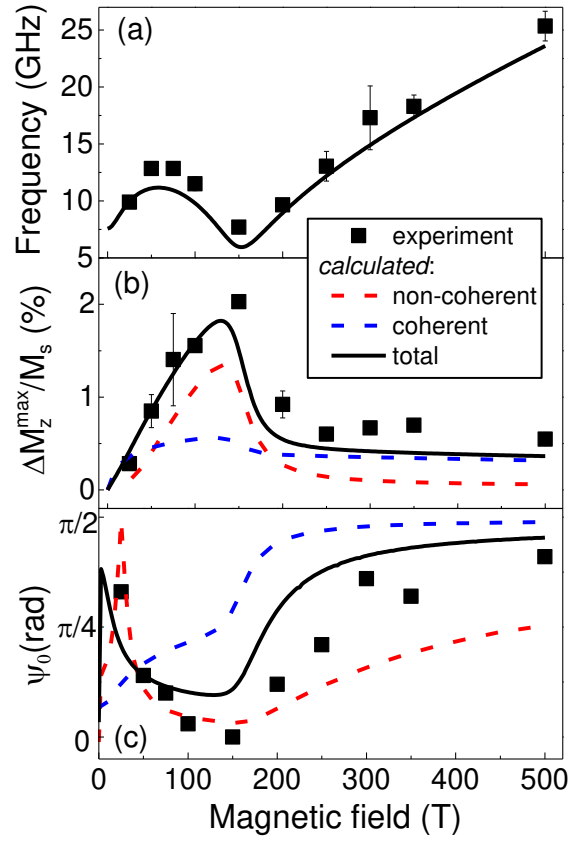 (a)
Frequency (GHz)
25
20
15
10
5
experiment
calculated:
non-coherent
coherent
total
(b)
ΔM_z^max/M_s (%)
2
1
0
(c)
ψ_0(rad)
π/2
π/4
0
0 100 200 300 400 500
Magnetic field (T)